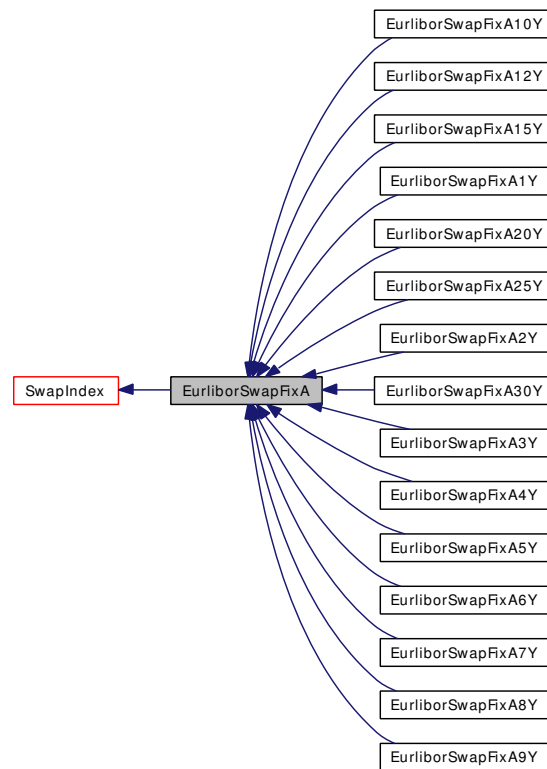 EurliborSwapFixA10Y
EurliborSwapFixA12Y
EurliborSwapFixA15Y
EurliborSwapFixA1Y
EurliborSwapFixA20Y
EurliborSwapFixA25Y
EurliborSwapFixA2Y
SwapIndex
EurliborSwapFixA
EurliborSwapFixA30Y
EurliborSwapFixA3Y
EurliborSwapFixA4Y
EurliborSwapFixA5Y
EurliborSwapFixA6Y
EurliborSwapFixA7Y
EurliborSwapFixA8Y
EurliborSwapFixA9Y